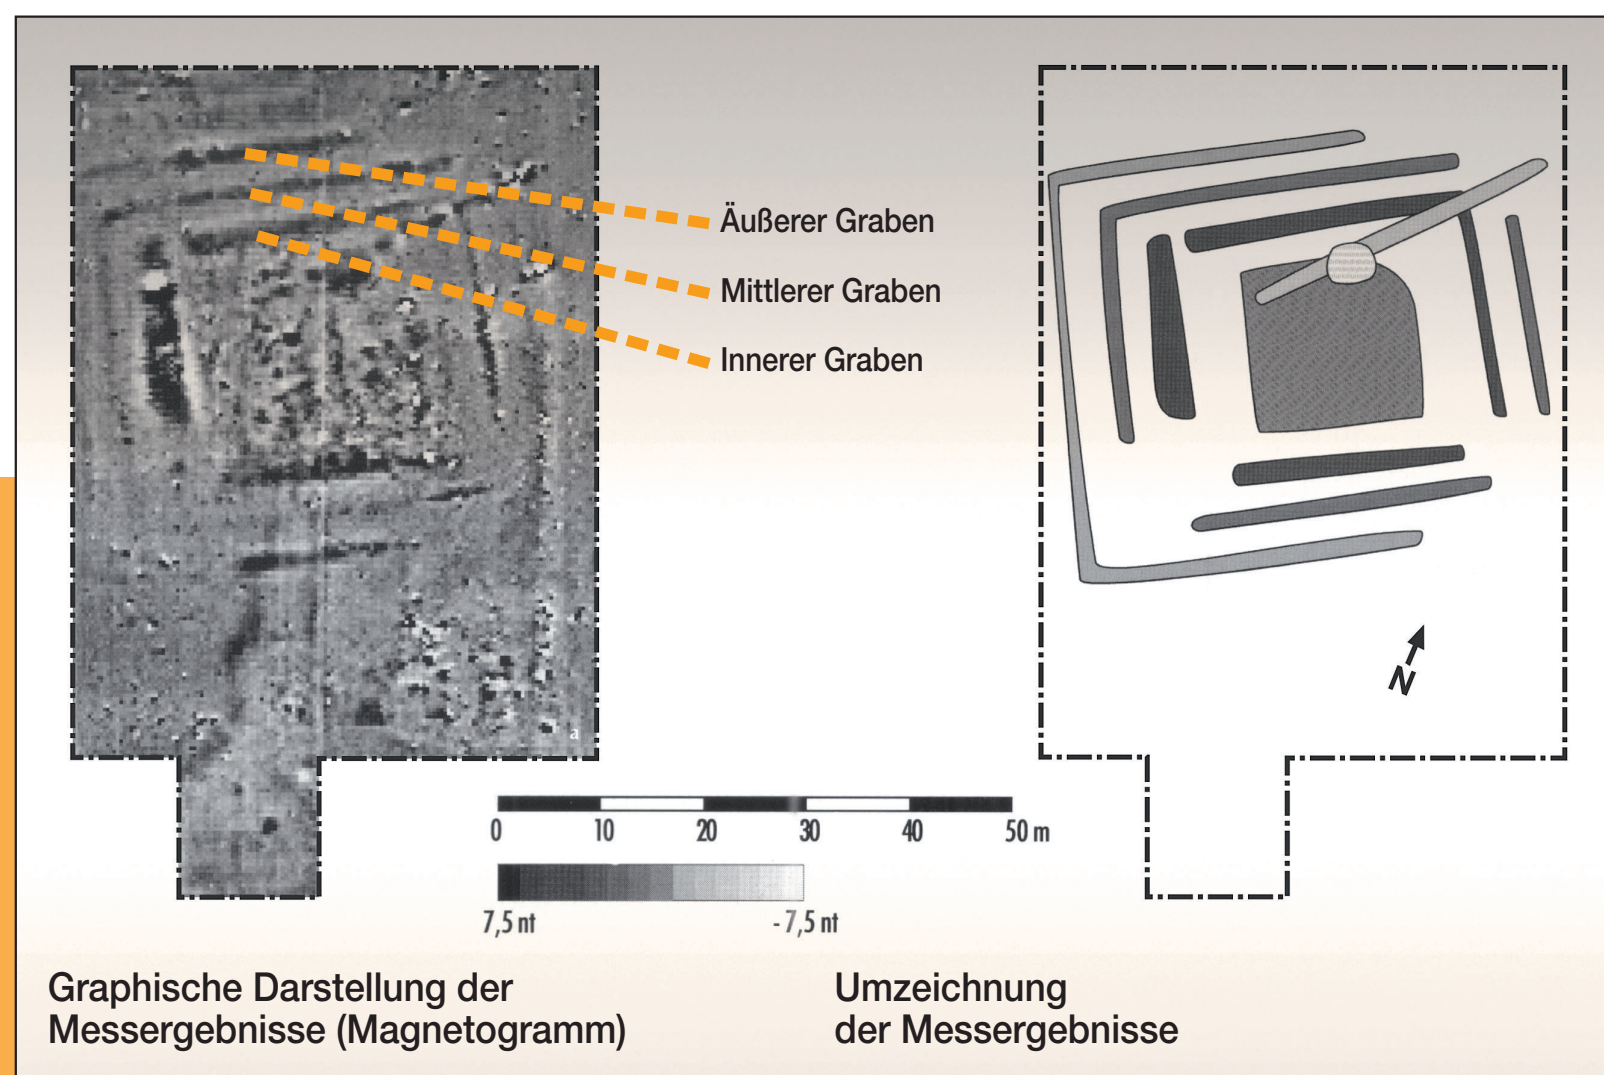 Äußerer Graben
Mittlerer Graben
Innerer Graben
N
a
0 10 20 30 40 50 m
7,5 nt - 7,5 nt
Graphische Darstellung der
Messergebnisse (Magnetogramm)
Umzeichnung
der Messergebnisse